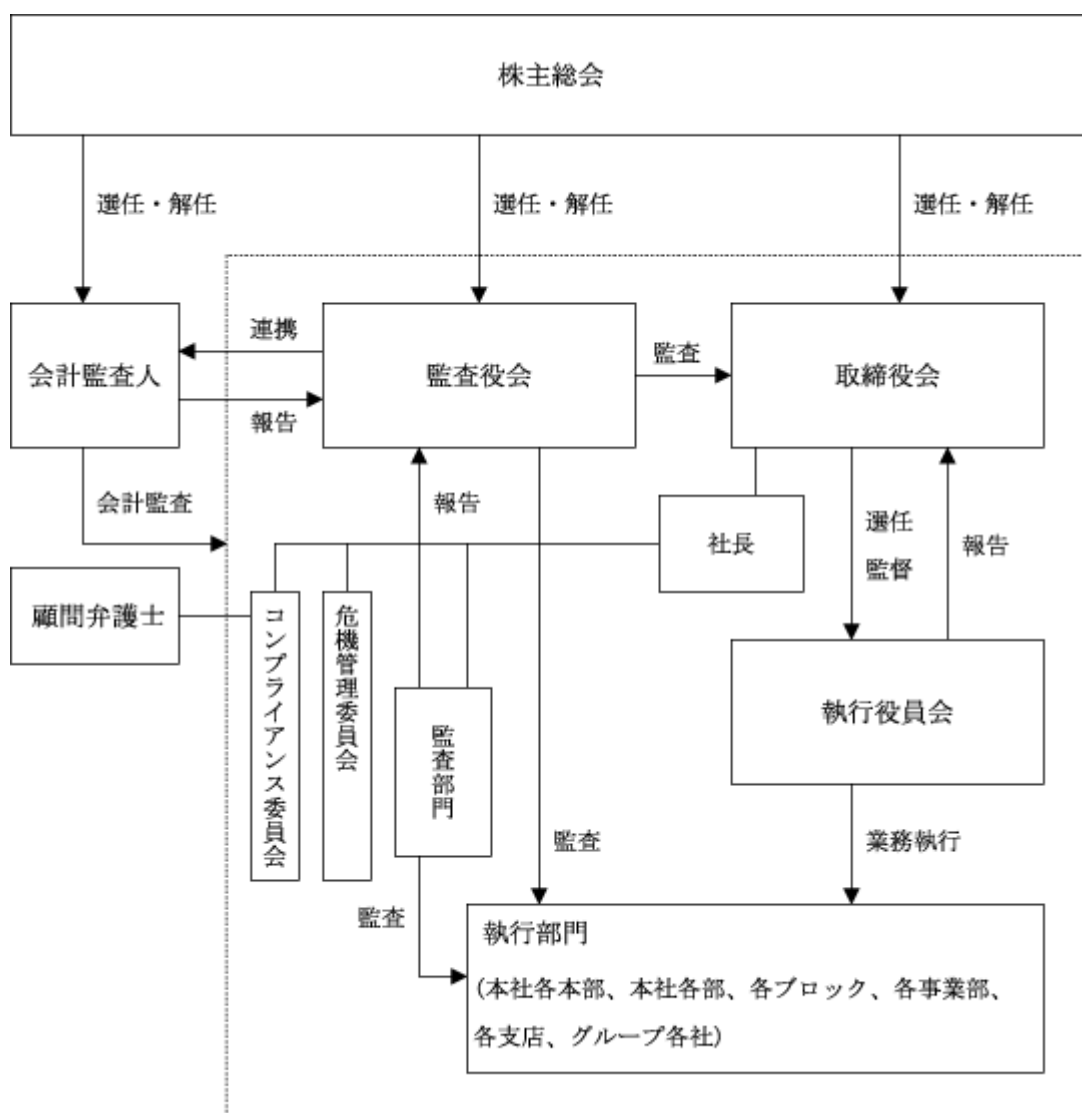 株主総会
選任・解任
選任・解任
選任・解任
会計監査人
連携
報告
監査役会
監査
取締役会
会計監査
報告
社長
選任
監督
報告
顧問弁護士
コンプライアンス委員会
危機管理委員会
監査部門
執行役員会
監査
監査
業務執行
執行部門
(本社各本部、本社各部、各ブロック、各事業部、
各支店、グループ各社)